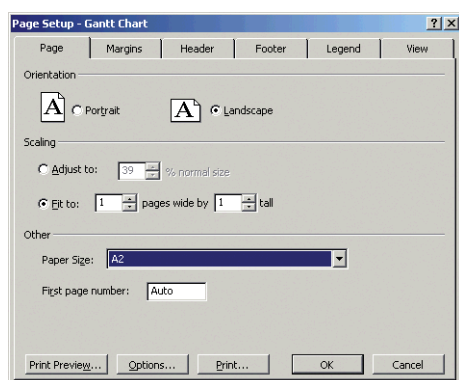 Page Setup - Gantt Chart
Page Margins Header Footer Legend View
Orientation
A Portrait A Landscape
Scaling
Adjust to: 39 % normal size
Fit to: 1 pages wide by 1 tall
Other
Paper Size: A2
First page number: Auto
Print Preview... Options... Print... OK Cancel